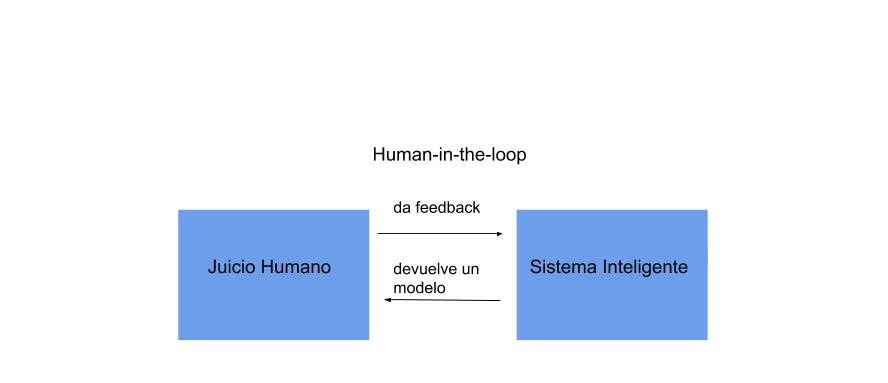 Human-in-the-loop
da feedback
Juicio Humano
Sistema Inteligente
devuelve un
modelo